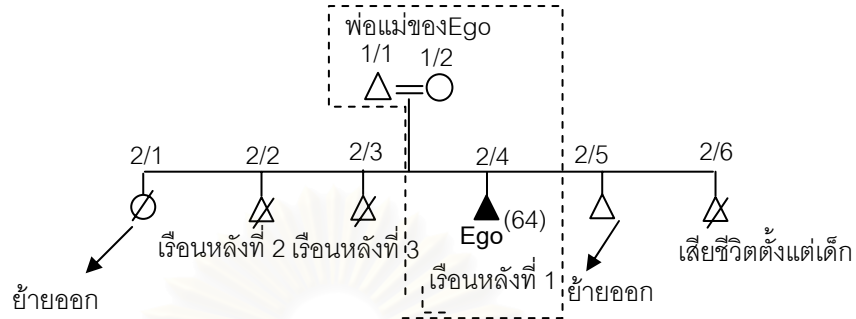 พ่อแม่ของEgo
1/1 1/2
2/1 2/2 2/3 2/4 2/5 2/6
Ego (64)
เรือนหลังที่ 2 เรือนหลังที่ 3
เสียชีวิตตั้งแต่เด็ก
เรือนหลังที่ 1
ย้ายออก
ย้ายออก